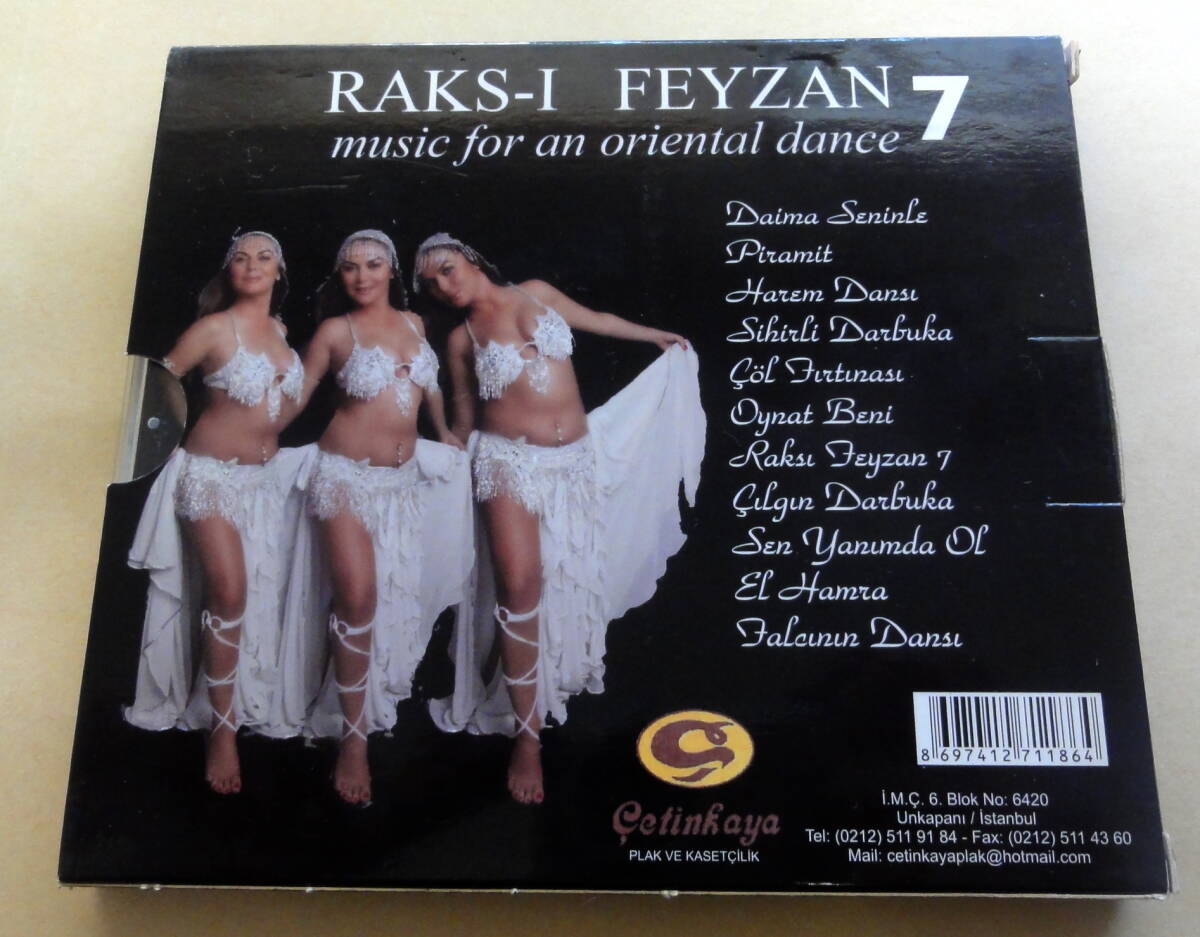 RAKS-I FEYZAN 7
music for an oriental dance
Daima Seninle
Piramit
Harem Dansı
Sihirli Darbuka
Çöl Fırtınası
Oynat Beni
Raksı Feyzan 7
Çılgın Darbuka
Sen Yanımda Ol
El Hamra
Falcının Dansı
8 697412 711864
Çetinkaya
PLAK VE KASETÇİLİK
İ.M.Ç. 6. Blok No: 6420
Unkapanı / İstanbul
Tel: (0212) 511 91 84 - Fax: (0212) 511 43 60
Mail: cetinkayaplak@hotmail.com